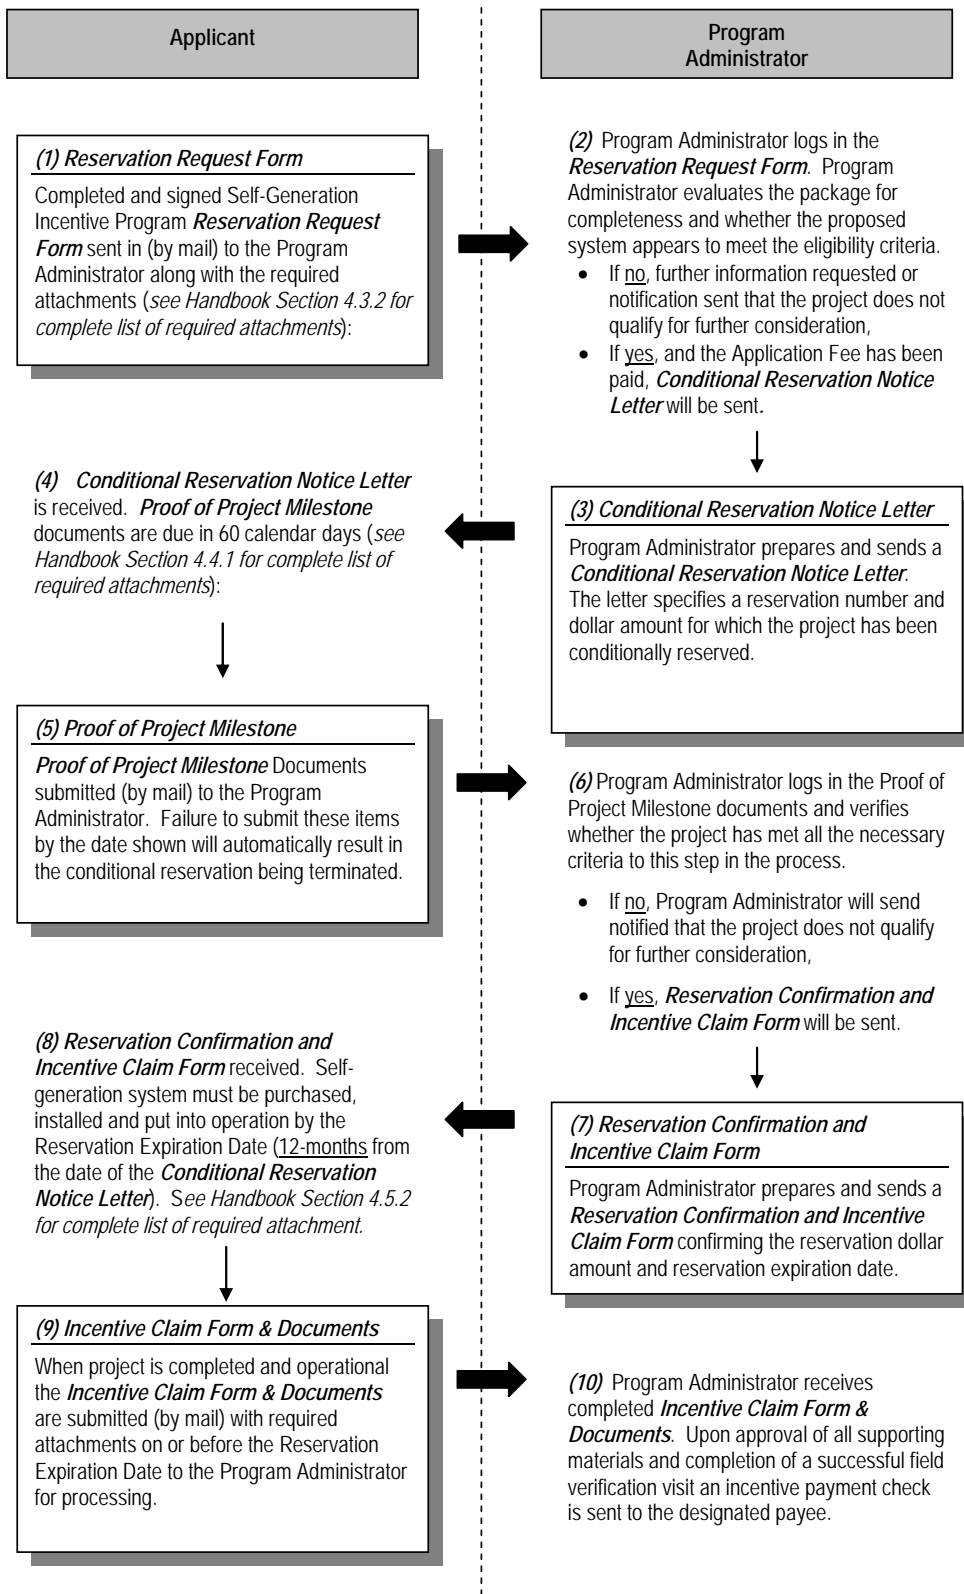 Applicant
Program
Administrator
(1) Reservation Request Form
Completed and signed Self-Generation
Incentive Program Reservation Request
Form sent in (by mail) to the Program
Administrator along with the required
attachments (see Handbook Section 4.3.2 for
complete list of required attachments):
(2) Program Administrator logs in the
Reservation Request Form. Program
Administrator evaluates the package for
completeness and whether the proposed
system appears to meet the eligibility criteria.
• If no, further information requested or
notification sent that the project does not
qualify for further consideration,
• If yes, and the Application Fee has been
paid, Conditional Reservation Notice
Letter will be sent.
(3) Conditional Reservation Notice Letter
Program Administrator prepares and sends a
Conditional Reservation Notice Letter.
The letter specifies a reservation number and
dollar amount for which the project has been
conditionally reserved.
(4) Conditional Reservation Notice Letter
is received. Proof of Project Milestone
documents are due in 60 calendar days (see
Handbook Section 4.4.1 for complete list of
required attachments):
(5) Proof of Project Milestone
Proof of Project Milestone Documents
submitted (by mail) to the Program
Administrator. Failure to submit these items
by the date shown will automatically result in
the conditional reservation being terminated.
(6) Program Administrator logs in the Proof of
Project Milestone documents and verifies
whether the project has met all the necessary
criteria to this step in the process.
• If no, Program Administrator will send
notified that the project does not qualify
for further consideration,
• If yes, Reservation Confirmation and
Incentive Claim Form will be sent.
(7) Reservation Confirmation and
Incentive Claim Form
Program Administrator prepares and sends a
Reservation Confirmation and Incentive
Claim Form confirming the reservation dollar
amount and reservation expiration date.
(8) Reservation Confirmation and
Incentive Claim Form received. Self-
generation system must be purchased,
installed and put into operation by the
Reservation Expiration Date (12-months from
the date of the Conditional Reservation
Notice Letter). See Handbook Section 4.5.2
for complete list of required attachment.
(9) Incentive Claim Form & Documents
When project is completed and operational
the Incentive Claim Form & Documents
are submitted (by mail) with required
attachments on or before the Reservation
Expiration Date to the Program Administrator
for processing.
(10) Program Administrator receives
completed Incentive Claim Form &
Documents. Upon approval of all supporting
materials and completion of a successful field
verification visit an incentive payment check
is sent to the designated payee.